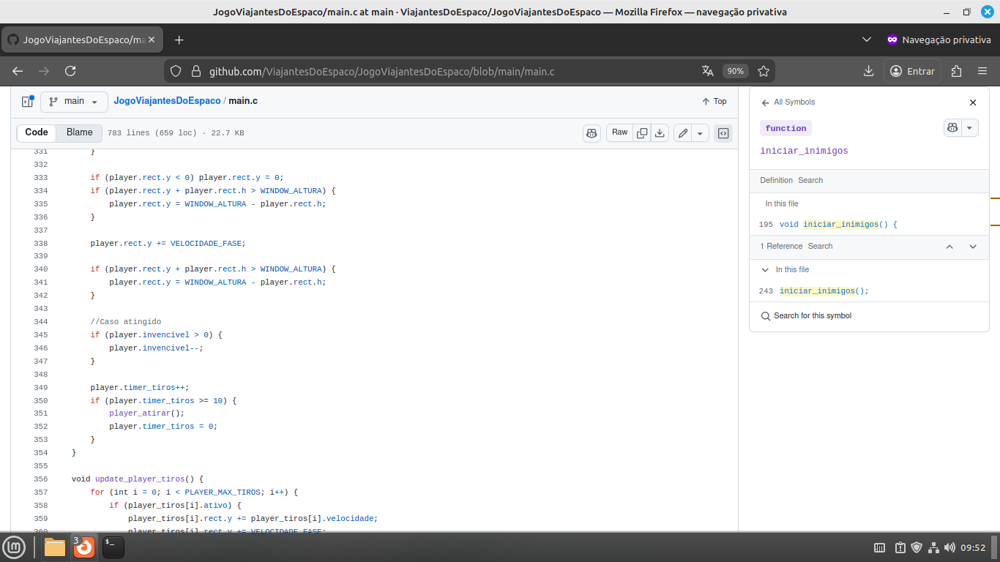 JogoViajantesDoEspaco/main.c at main · ViajantesDoEspaco/JogoViajantesDoEspaco — Mozilla Firefox — navegação privativa
JogoViajantesDoEspaco/ma
Navegação privativa
github.com/ViajantesDoEspaco/JogoViajantesDoEspaco/blob/main/main.c
90%
Entrar
main
JogoViajantesDoEspaco / main.c
Top
Code
Blame
783 lines (659 loc) · 22.7 KB
Raw
331 }
332
333 if (player.rect.y < 0) player.rect.y = 0;
334 if (player.rect.y + player.rect.h > WINDOW_ALTURA) {
335 player.rect.y = WINDOW_ALTURA - player.rect.h;
336 }
337
338 player.rect.y += VELOCIDADE_FASE;
339
340 if (player.rect.y + player.rect.h > WINDOW_ALTURA) {
341 player.rect.y = WINDOW_ALTURA - player.rect.h;
342 }
343
344 //Caso atingido
345 if (player.invencivel > 0) {
346 player.invencivel--;
347 }
348
349 player.timer_tiros++;
350 if (player.timer_tiros >= 10) {
351 player_atirar();
352 player.timer_tiros = 0;
353 }
354 }
355
356 void update_player_tiros() {
357 for (int i = 0; i < PLAYER_MAX_TIROS; i++) {
358 if (player_tiros[i].ativo) {
359 player_tiros[i].rect.y += player_tiros[i].velocidade;
360 player_tiros[i].rect.y += VELOCIDADE_FASE;
All Symbols
function
iniciar_inimigos
Definition Search
In this file
195 void iniciar_inimigos() {
1 Reference Search
In this file
243 iniciar_inimigos();
Search for this symbol
3
$_
09:52